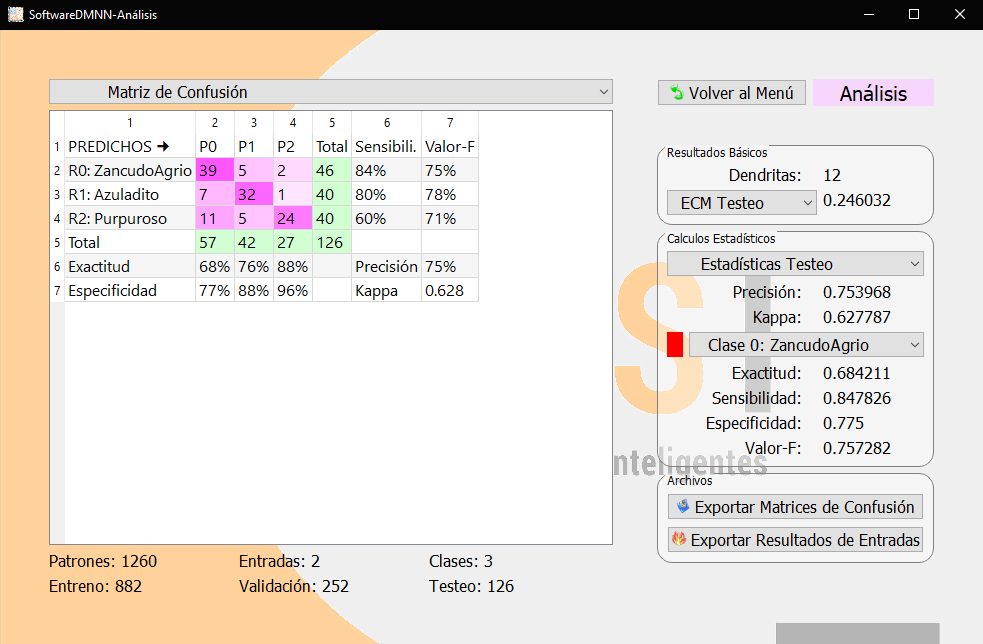 SoftwareDMNN-Análisis
Matriz de Confusión
1 2 3 4 5 6 7
1 PREDICHOS → P0 P1 P2 Total Sensibili. Valor-F
2 R0: ZancudoAgrio 39 5 2 46 84% 75%
3 R1: Azuladito 7 32 1 40 80% 78%
4 R2: Purpuroso 11 5 24 40 60% 71%
5 Total 57 42 27 126
6 Exactitud 68% 76% 88% Precisión 75%
7 Especificidad 77% 88% 96% Kappa 0.628
Patrones: 1260 Entradas: 2 Clases: 3
Entreno: 882 Validación: 252 Testeo: 126
Volver al Menú
Análisis
Resultados Básicos
Dendritas: 12
ECM Testeo 0.246032
Calculos Estadísticos
Estadísticas Testeo
Precisión: 0.753968
Kappa: 0.627787
Clase 0: ZancudoAgrio
Exactitud: 0.684211
Sensibilidad: 0.847826
Especificidad: 0.775
Valor-F: 0.757282
SI
nteligentes
Archivos
Exportar Matrices de Confusión
Exportar Resultados de Entradas